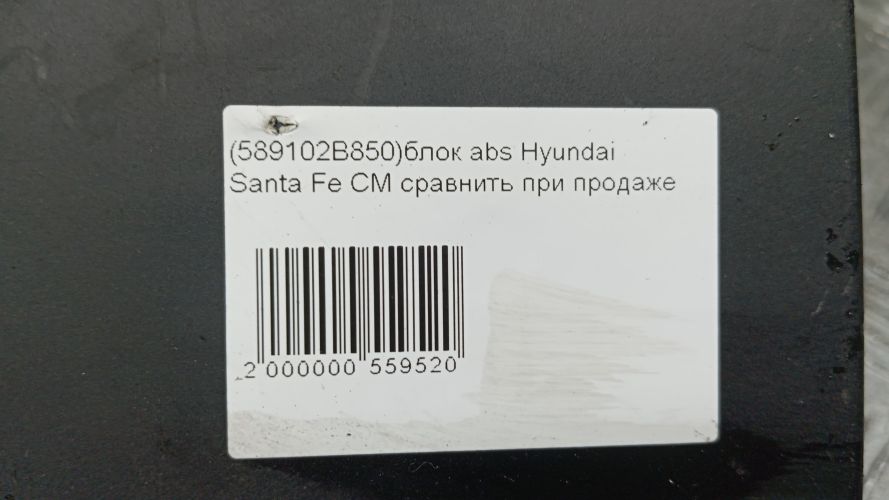 (589102B850)блок abs Hyundai
Santa Fe CM сравнить при продаже
2 000000 559520